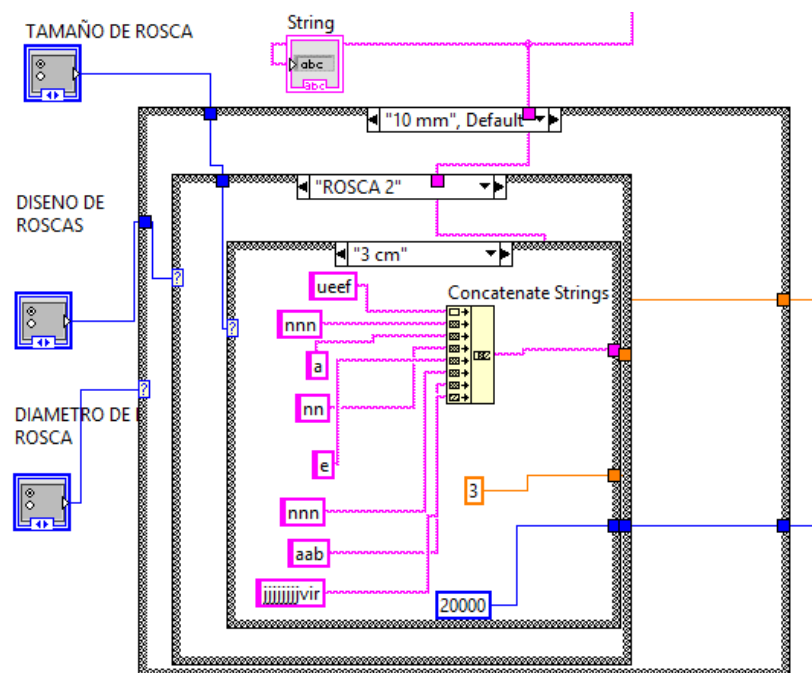 TAMAÑO DE ROSCA
String
abc
abc
"10 mm", Default
"ROSCA 2"
DISENO DE
ROSCAS
?
"3 cm"
ueef
Concatenate Strings
nnn
?
a
?
DIAMETRO DE
ROSCA
nn
e
3
nnn
aab
jjjjjjjjvir
20000